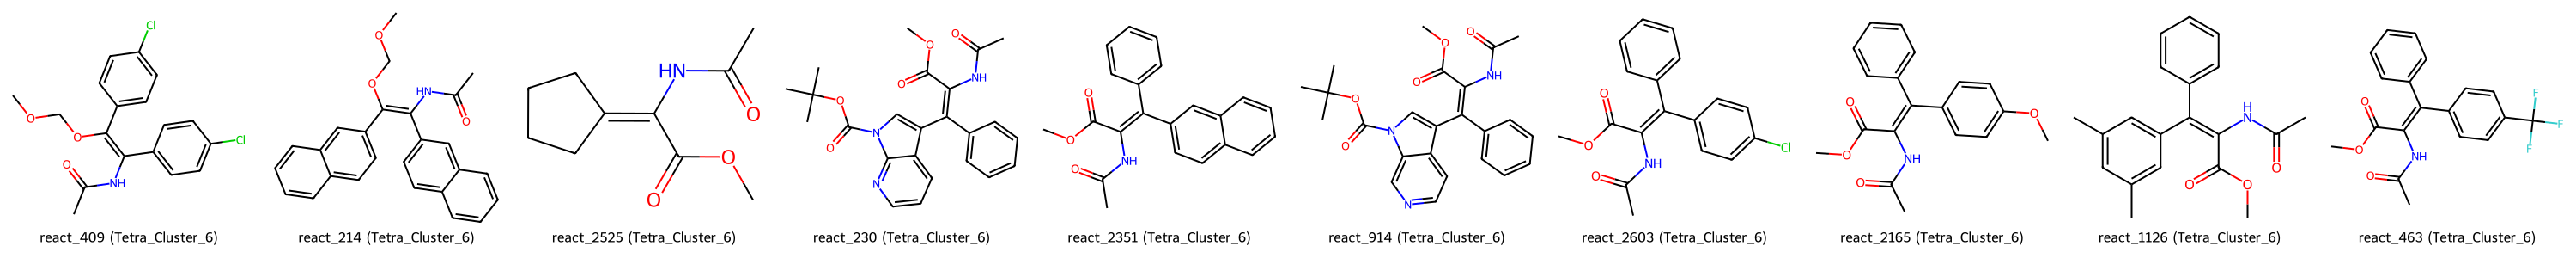 react_409 (Tetra_Cluster_6)
react_214 (Tetra_Cluster_6)
react_2525 (Tetra_Cluster_6)
react_230 (Tetra_Cluster_6)
react_2351 (Tetra_Cluster_6)
react_914 (Tetra_Cluster_6)
react_2603 (Tetra_Cluster_6)
react_2165 (Tetra_Cluster_6)
react_1126 (Tetra_Cluster_6)
react_463 (Tetra_Cluster_6)